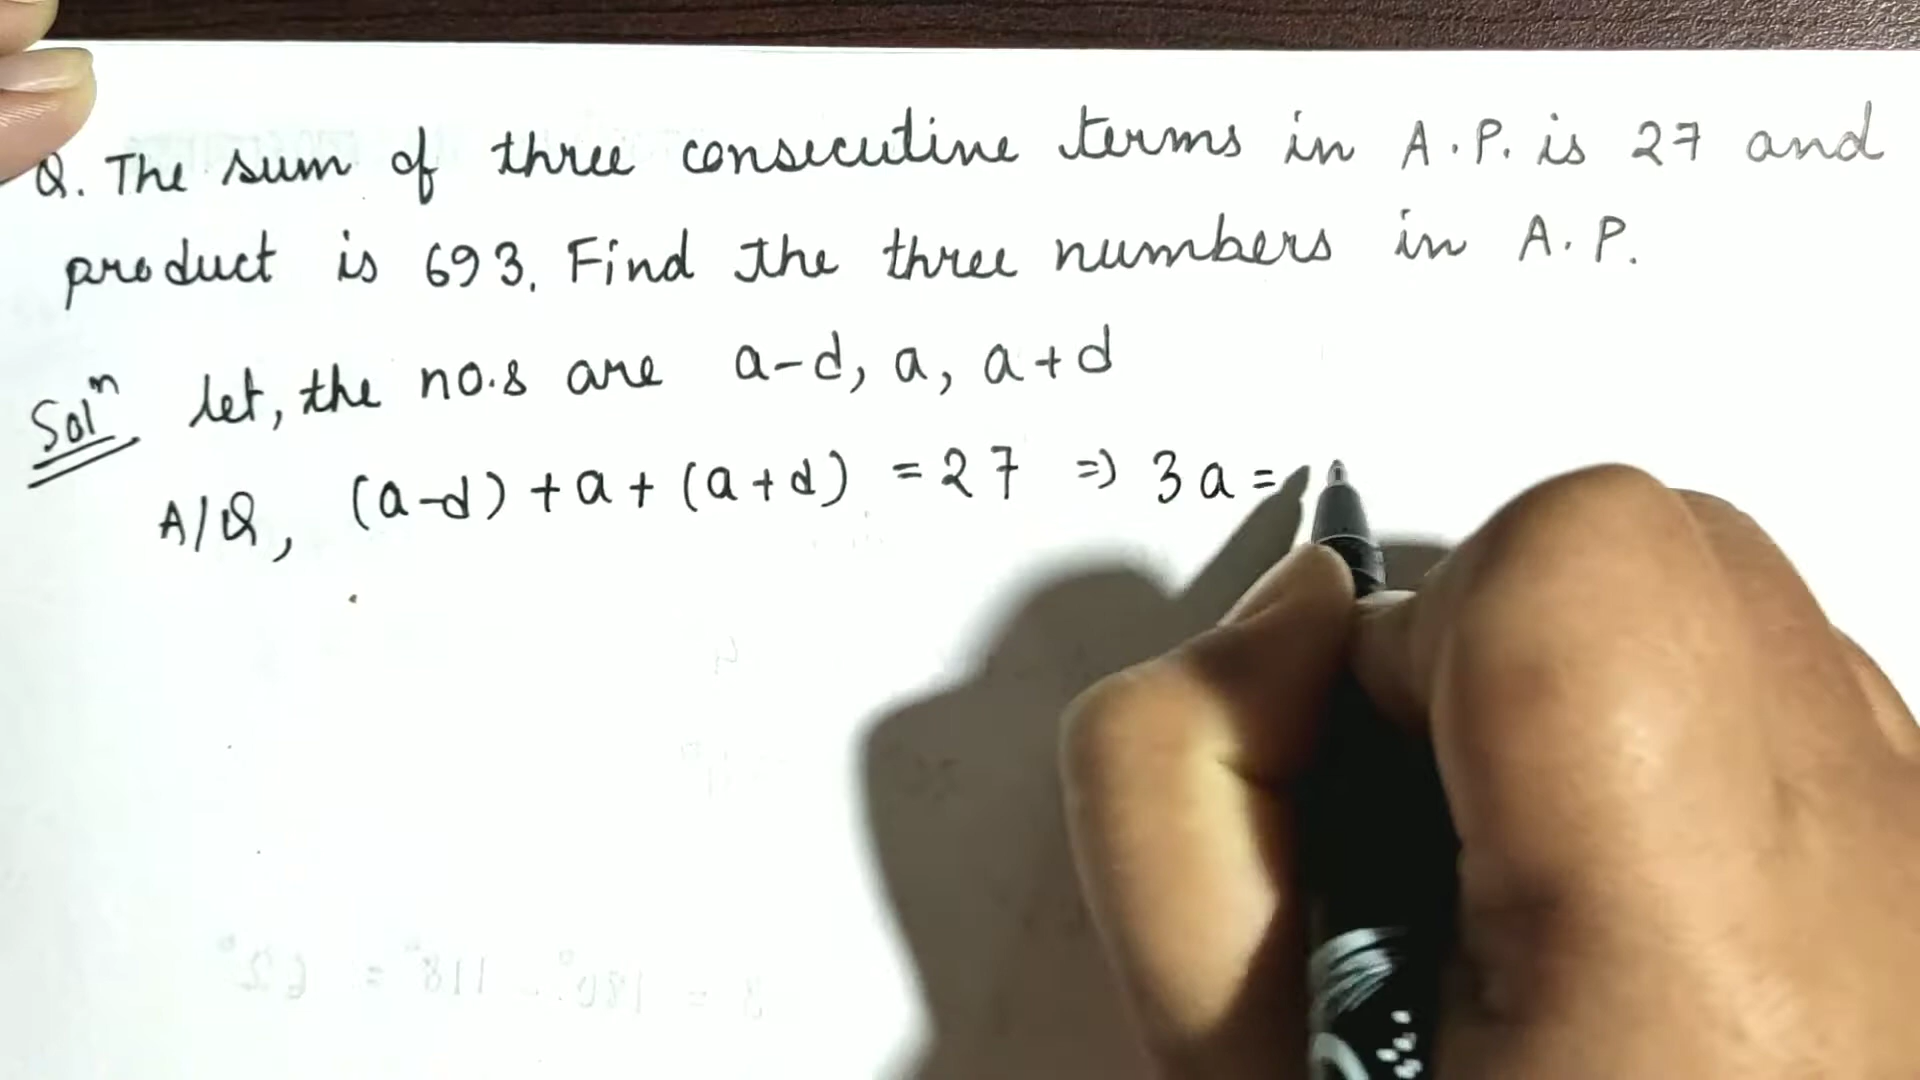 Q. The sum of three consecutive terms in A.P. is 27 and
product is 693. Find the three numbers in A.P.
Solⁿ let, the no.s are a-d, a, a+d
A/Q, (a-d) + a + (a+d) = 27 => 3a =